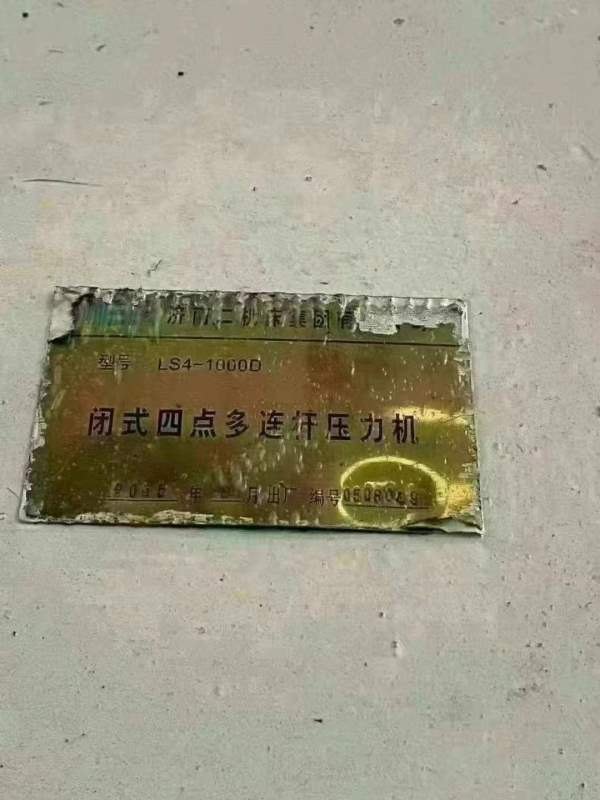 济南二机床集团有
型号 LS4-1000D
闭式四点多连杆压力机
年 月出厂 编号